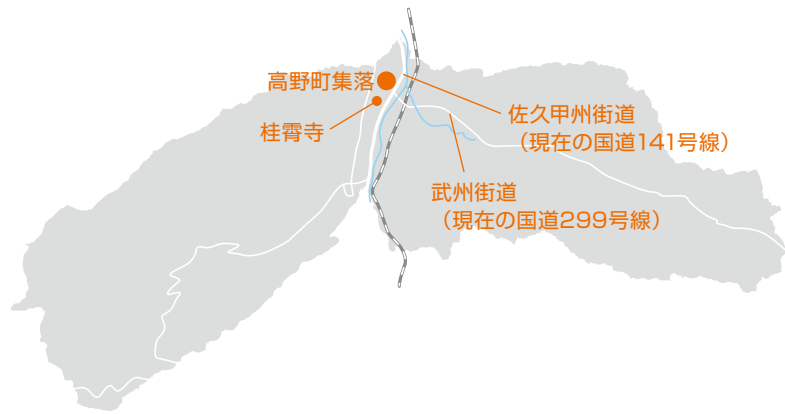 高野町集落
桂霄寺
佐久甲州街道
（現在の国道141号線）
武州街道
（現在の国道299号線）